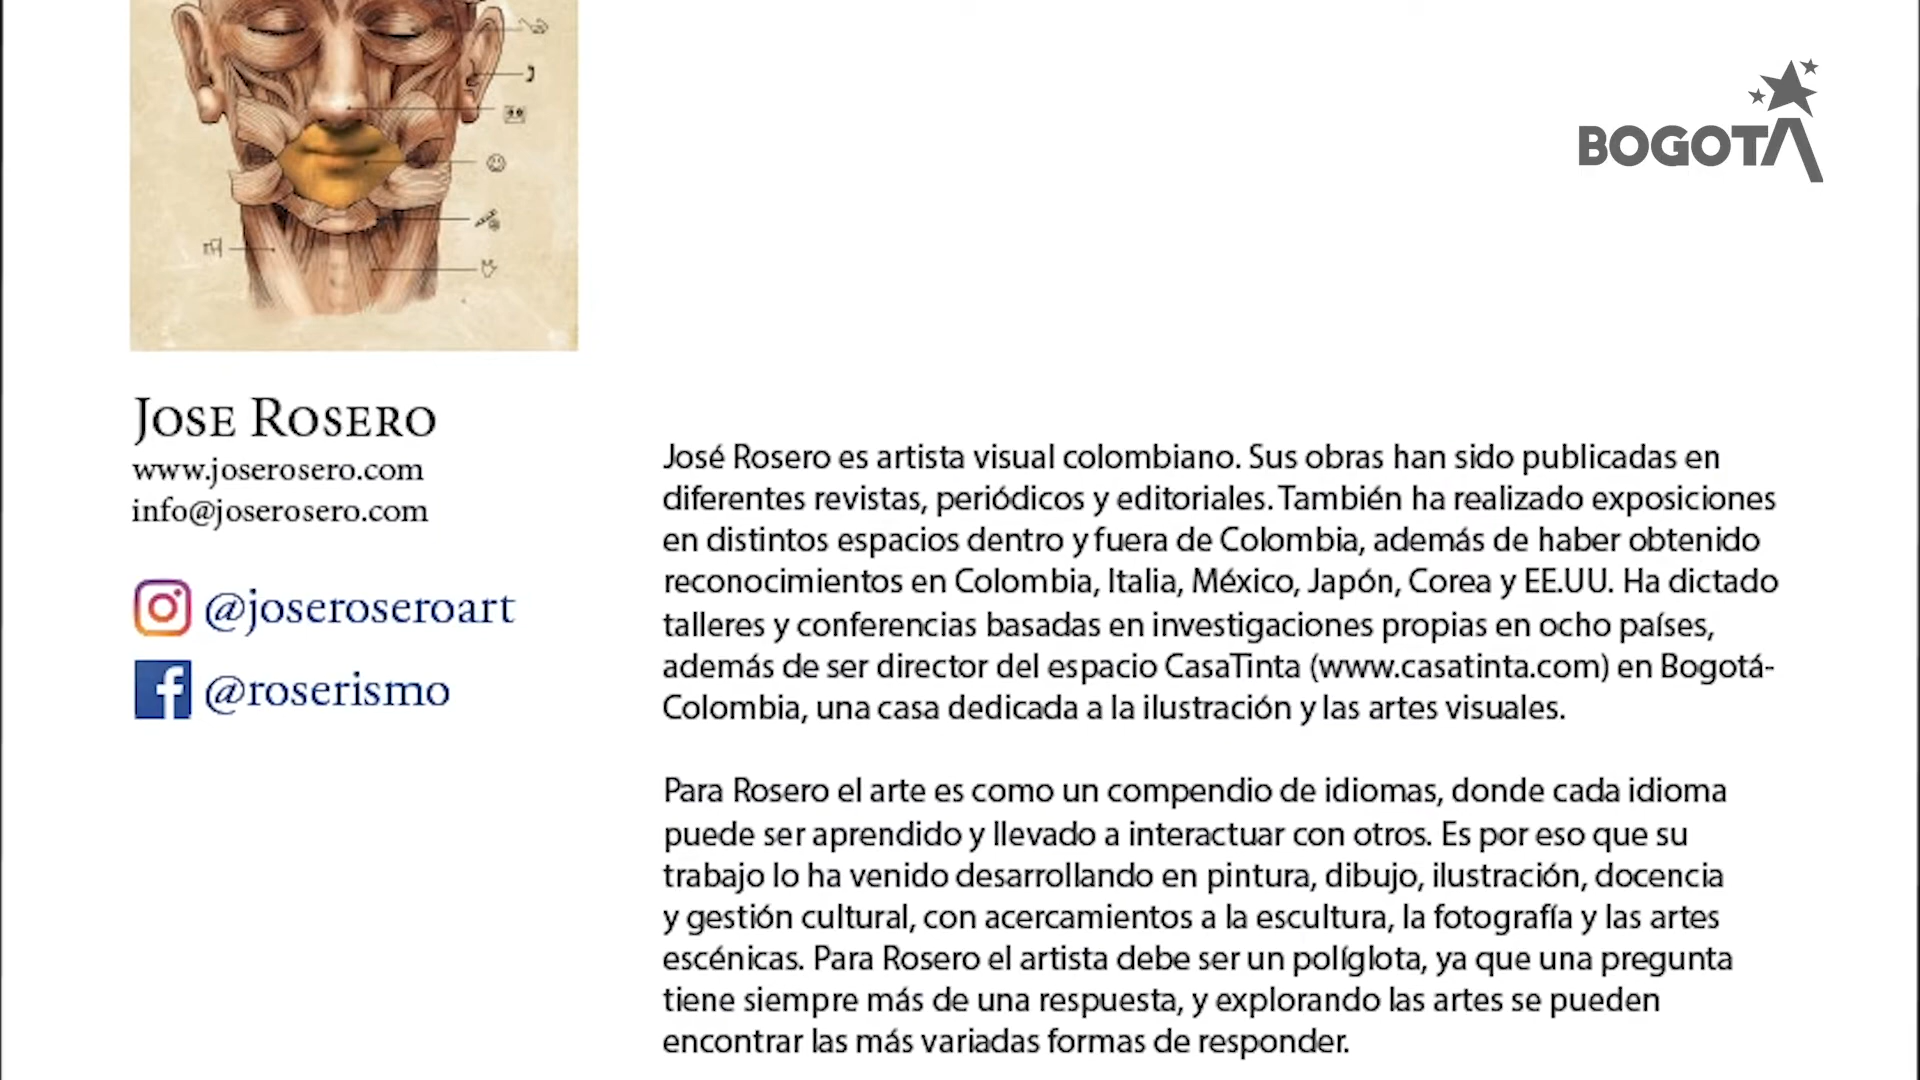 BOGOTÁ
JOSE ROSERO
www.joserosero.com
info@joserosero.com
@joseroseroart
@roserismo
José Rosero es artista visual colombiano. Sus obras han sido publicadas en
diferentes revistas, periódicos y editoriales. También ha realizado exposiciones
en distintos espacios dentro y fuera de Colombia, además de haber obtenido
reconocimientos en Colombia, Italia, México, Japón, Corea y EE.UU. Ha dictado
talleres y conferencias basadas en investigaciones propias en ocho países,
además de ser director del espacio CasaTinta (www.casatinta.com) en Bogotá-
Colombia, una casa dedicada a la ilustración y las artes visuales.
Para Rosero el arte es como un compendio de idiomas, donde cada idioma
puede ser aprendido y llevado a interactuar con otros. Es por eso que su
trabajo lo ha venido desarrollando en pintura, dibujo, ilustración, docencia
y gestión cultural, con acercamientos a la escultura, la fotografía y las artes
escénicas. Para Rosero el artista debe ser un políglota, ya que una pregunta
tiene siempre más de una respuesta, y explorando las artes se pueden
encontrar las más variadas formas de responder.